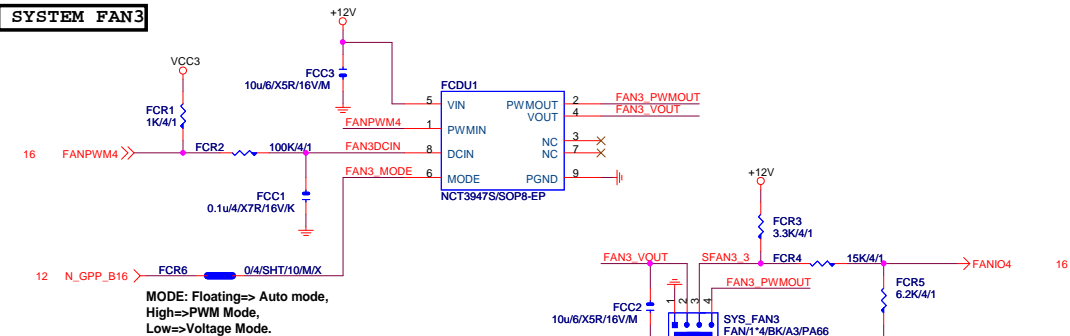 SYSTEM FAN3
+12V
VCC3
FCC3
10u/6/X5R/16V/M
FCDU1
FCR1
1K/4/1
5 VIN
PWMOUT 2 FAN3_PWMOUT
VOUT 4 FAN3_VOUT
FANPWM4 1 PWMIN
NC 3
16 FANPWM4 FCR2 100K/4/1 FAN3DCIN 8 DCIN
NC 7
FAN3_MODE 6 MODE
PGND 9
NCT3947S/SOP8-EP
FCC1
0.1u/4/X7R/16V/K
+12V
FCR3
3.3K/4/1
12 N_GPP_B16 FCR6 0/4/SHT/10/M/X
FAN3_VOUT SFAN3_3 FCR4 15K/4/1 FANIO4 16
FAN3_PWMOUT
FCR5
6.2K/4/1
MODE: Floating=> Auto mode,
High=>PWM Mode,
Low=>Voltage Mode.
1 2 3 4
FCC2
10u/6/X5R/16V/M
SYS_FAN3
FAN/1*4/BK/A3/PA66